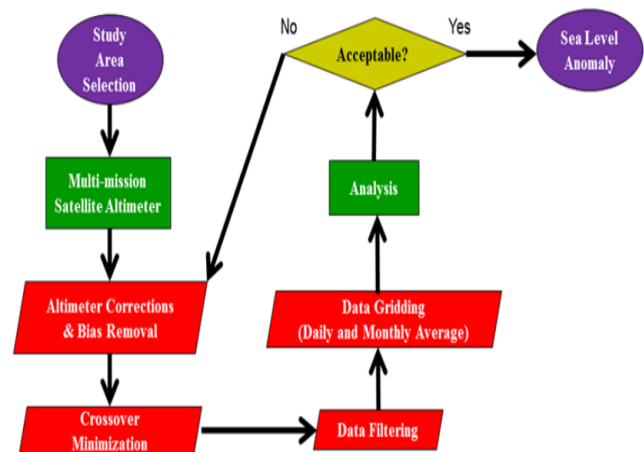 Study
Area
Selection
Multi-mission
Satellite Altimeter
Altimeter Corrections
& Bias Removal
Crossover
Minimization
Data Filtering
Data Gridding
(Daily and Monthly Average)
Analysis
Acceptable?
No
Yes
Sea Level
Anomaly